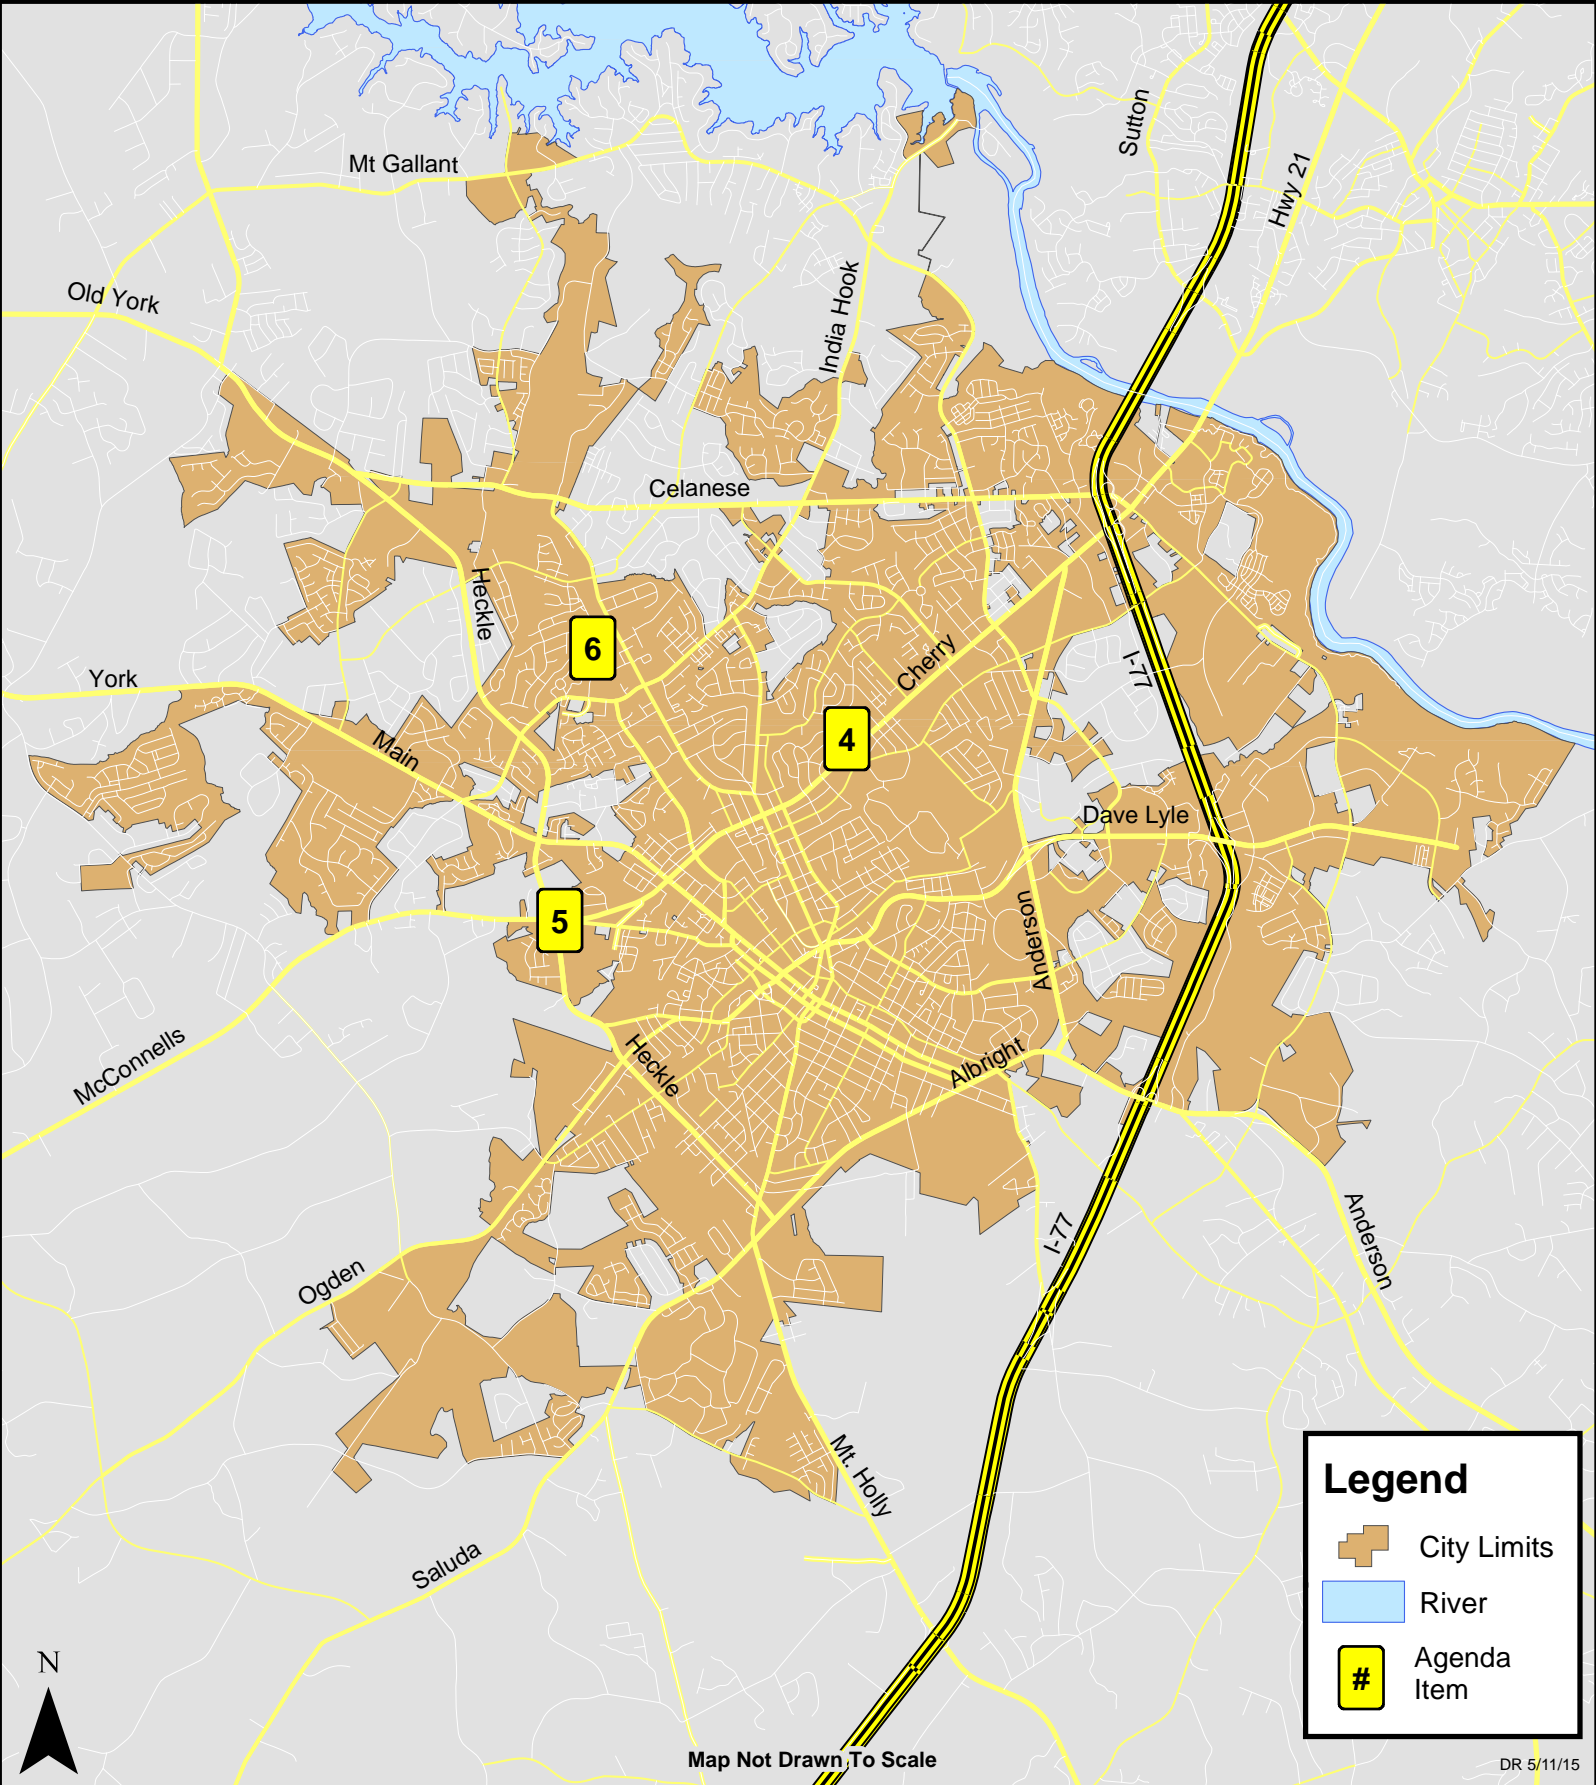 Sutton
Mt Gallant
Hwy 21
Old York
India Hook
Celanese
Heckle
6
Cherry
I-77
York
4
Main
Dave Lyle
5
Anderson
McConnells
Heckle
Albright
Anderson
I-77
Ogden
Mt. Holly
Saluda
Legend
City Limits
River
#
Agenda
Item
N
Map Not Drawn To Scale
DR 5/11/15